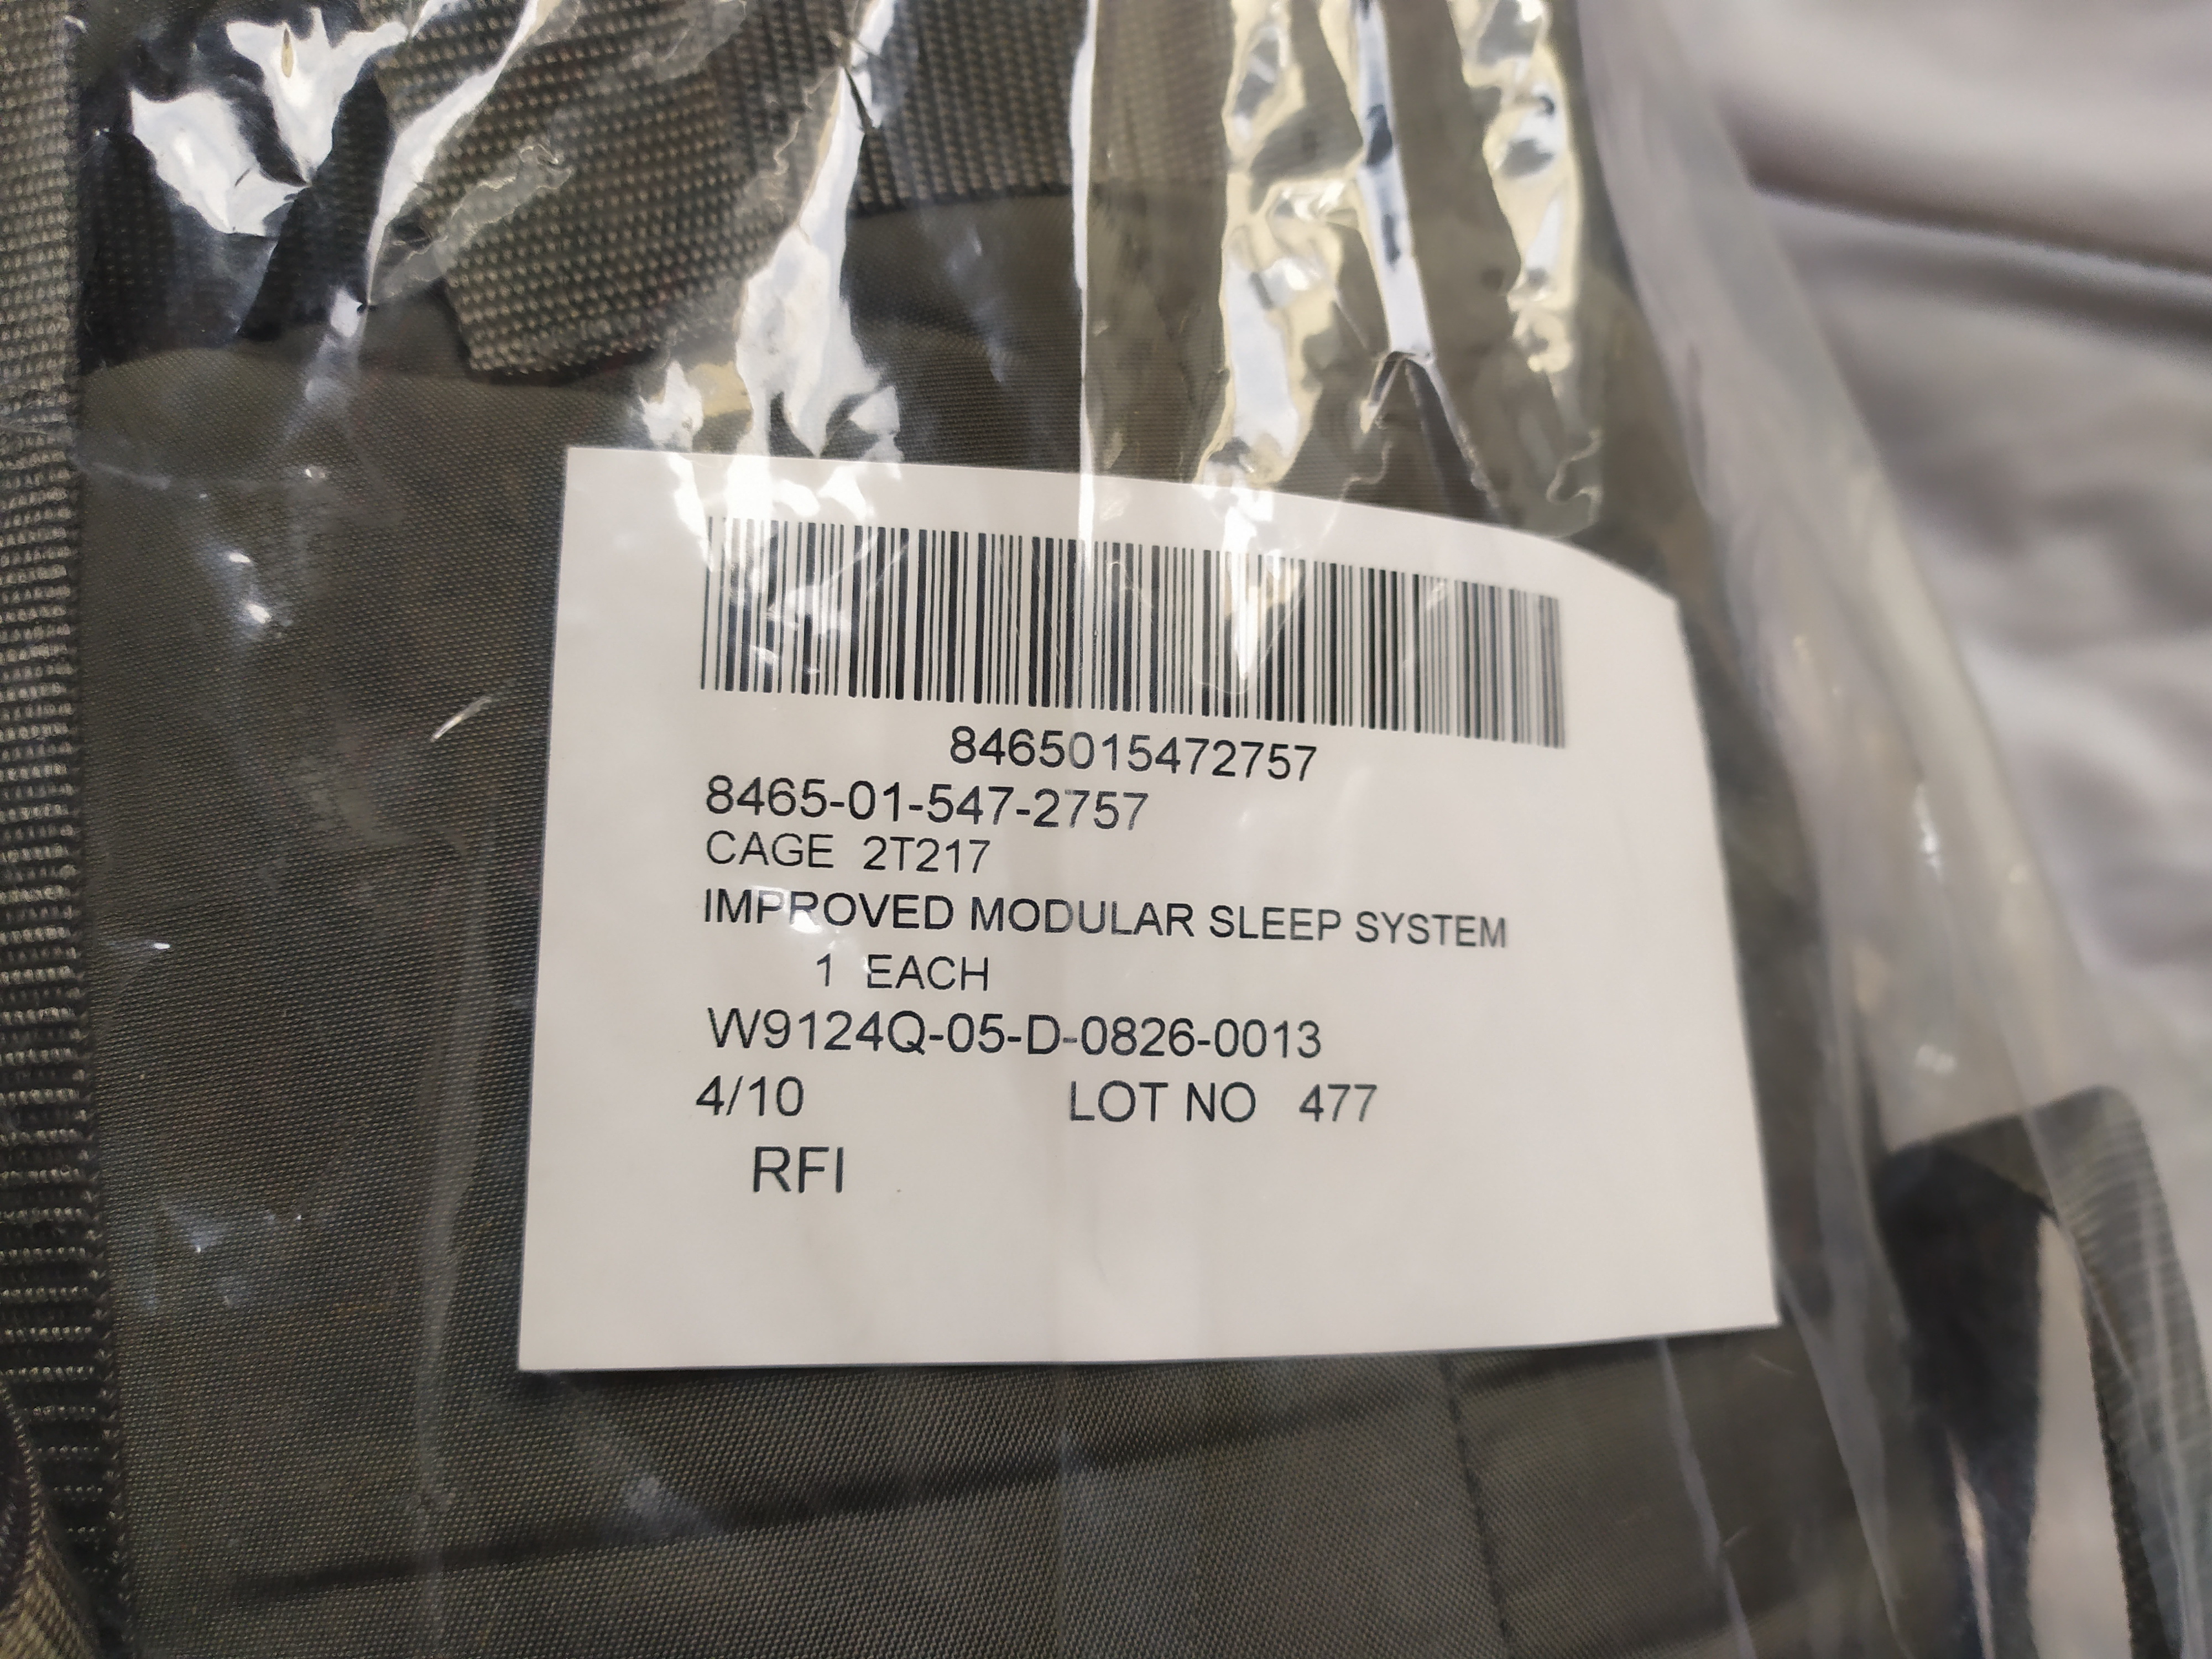 8465015472757
8465-01-547-2757
CAGE 2T217
IMPROVED MODULAR SLEEP SYSTEM
1 EACH
W9124Q-05-D-0826-0013
4/10 LOT NO 477
RFI